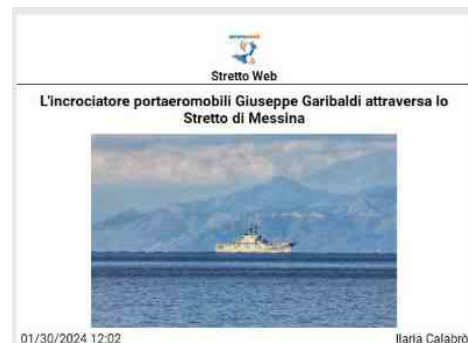 Stretto Web
L'incrociatore portaeromobili Giuseppe Garibaldi attraversa lo
Stretto di Messina
01/30/2024 12:02
Ilaria Calabrò